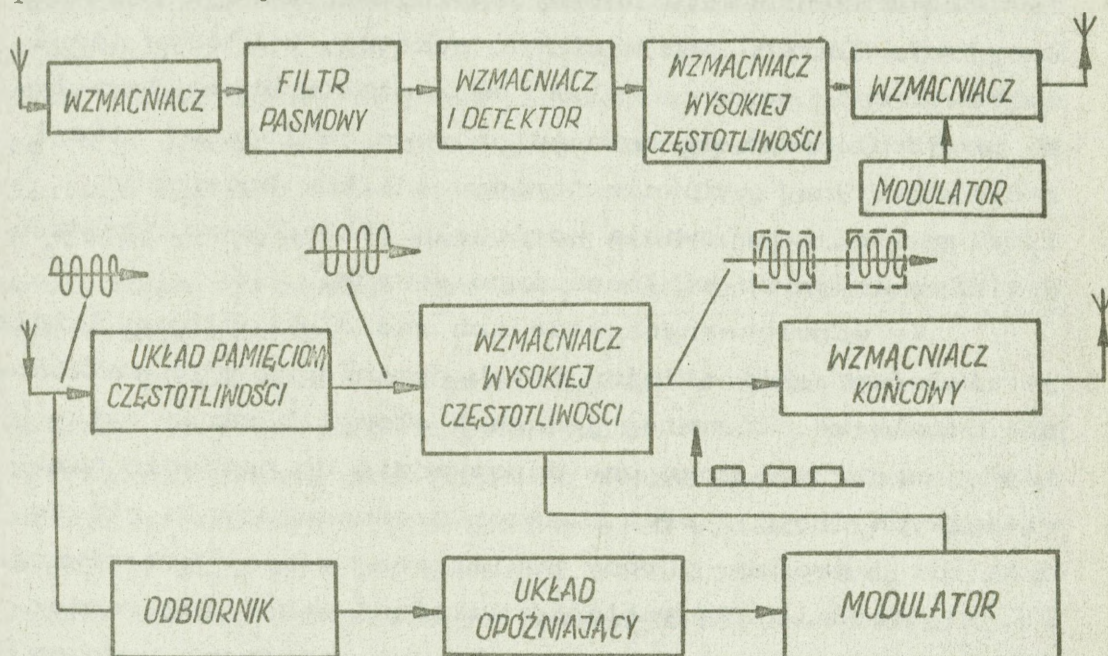 WZMACNIACZ
FILTR
PASMOWY
WZMACNIACZ
I DETEKTOR
WZMACNIACZ
WYSOKIEJ
CZĘSTOTLIWOŚCI
WZMACNIACZ
MODULATOR
UKŁAD PAMIĘCIOM
CZĘSTOTLIWOŚCI
WZMACNIACZ
WYSOKIEJ
CZĘSTOTLIWOŚCI
WZMACNIACZ
KOŃCOWY
ODBIORNIK
UKŁAD
OPÓŹNIAJĄCY
MODULATOR